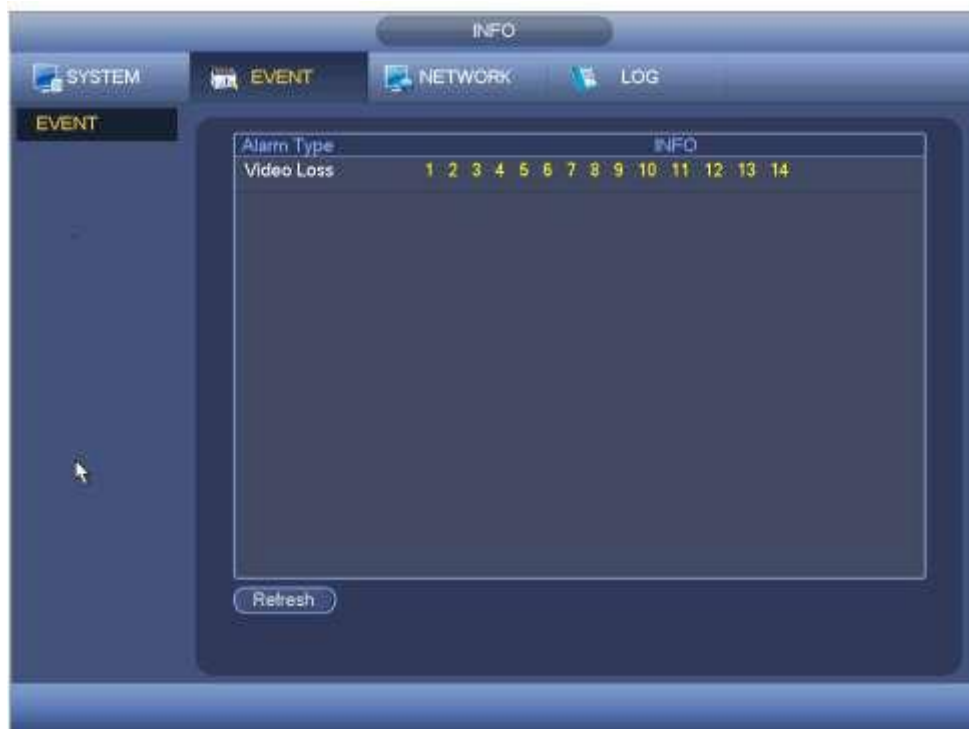 INFO
SYSTEM EVENT NETWORK LOG
EVENT
Alarm Type INFO
Video Loss 1 2 3 4 5 6 7 8 9 10 11 12 13 14
Refresh